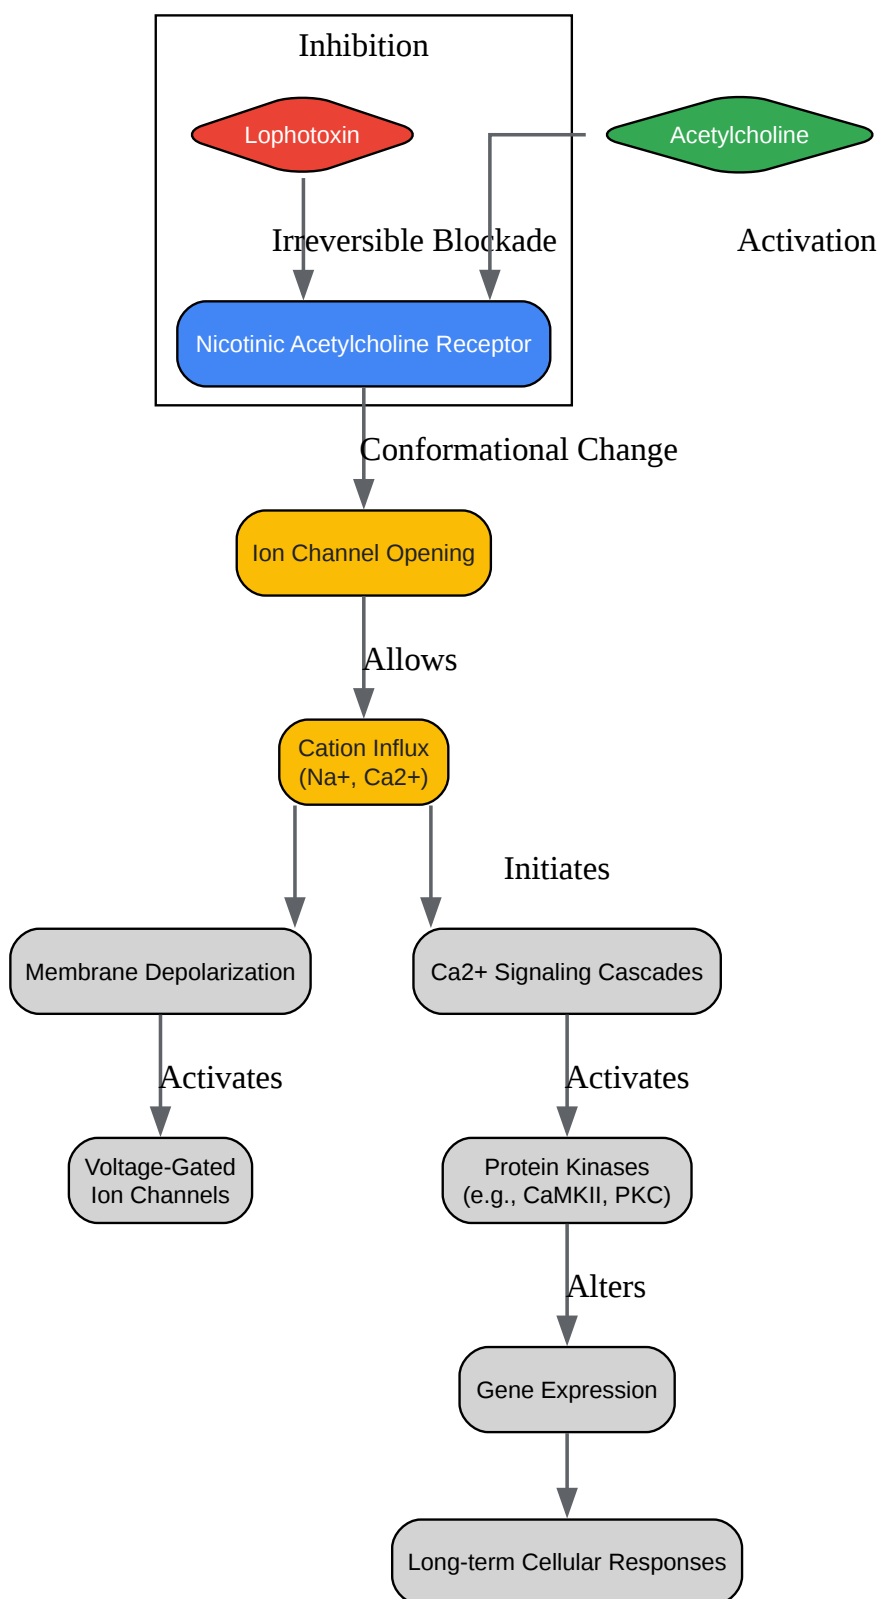 Inhibition
Lophotoxin
Acetylcholine
Irreversible Blockade
Activation
Nicotinic Acetylcholine Receptor
Conformational Change
Ion Channel Opening
Allows
Cation Influx
(Na+, Ca2+)
Initiates
Membrane Depolarization
Ca2+ Signaling Cascades
Activates
Activates
Voltage-Gated
Ion Channels
Protein Kinases
(e.g., CaMKII, PKC)
Alters
Gene Expression
Long-term Cellular Responses